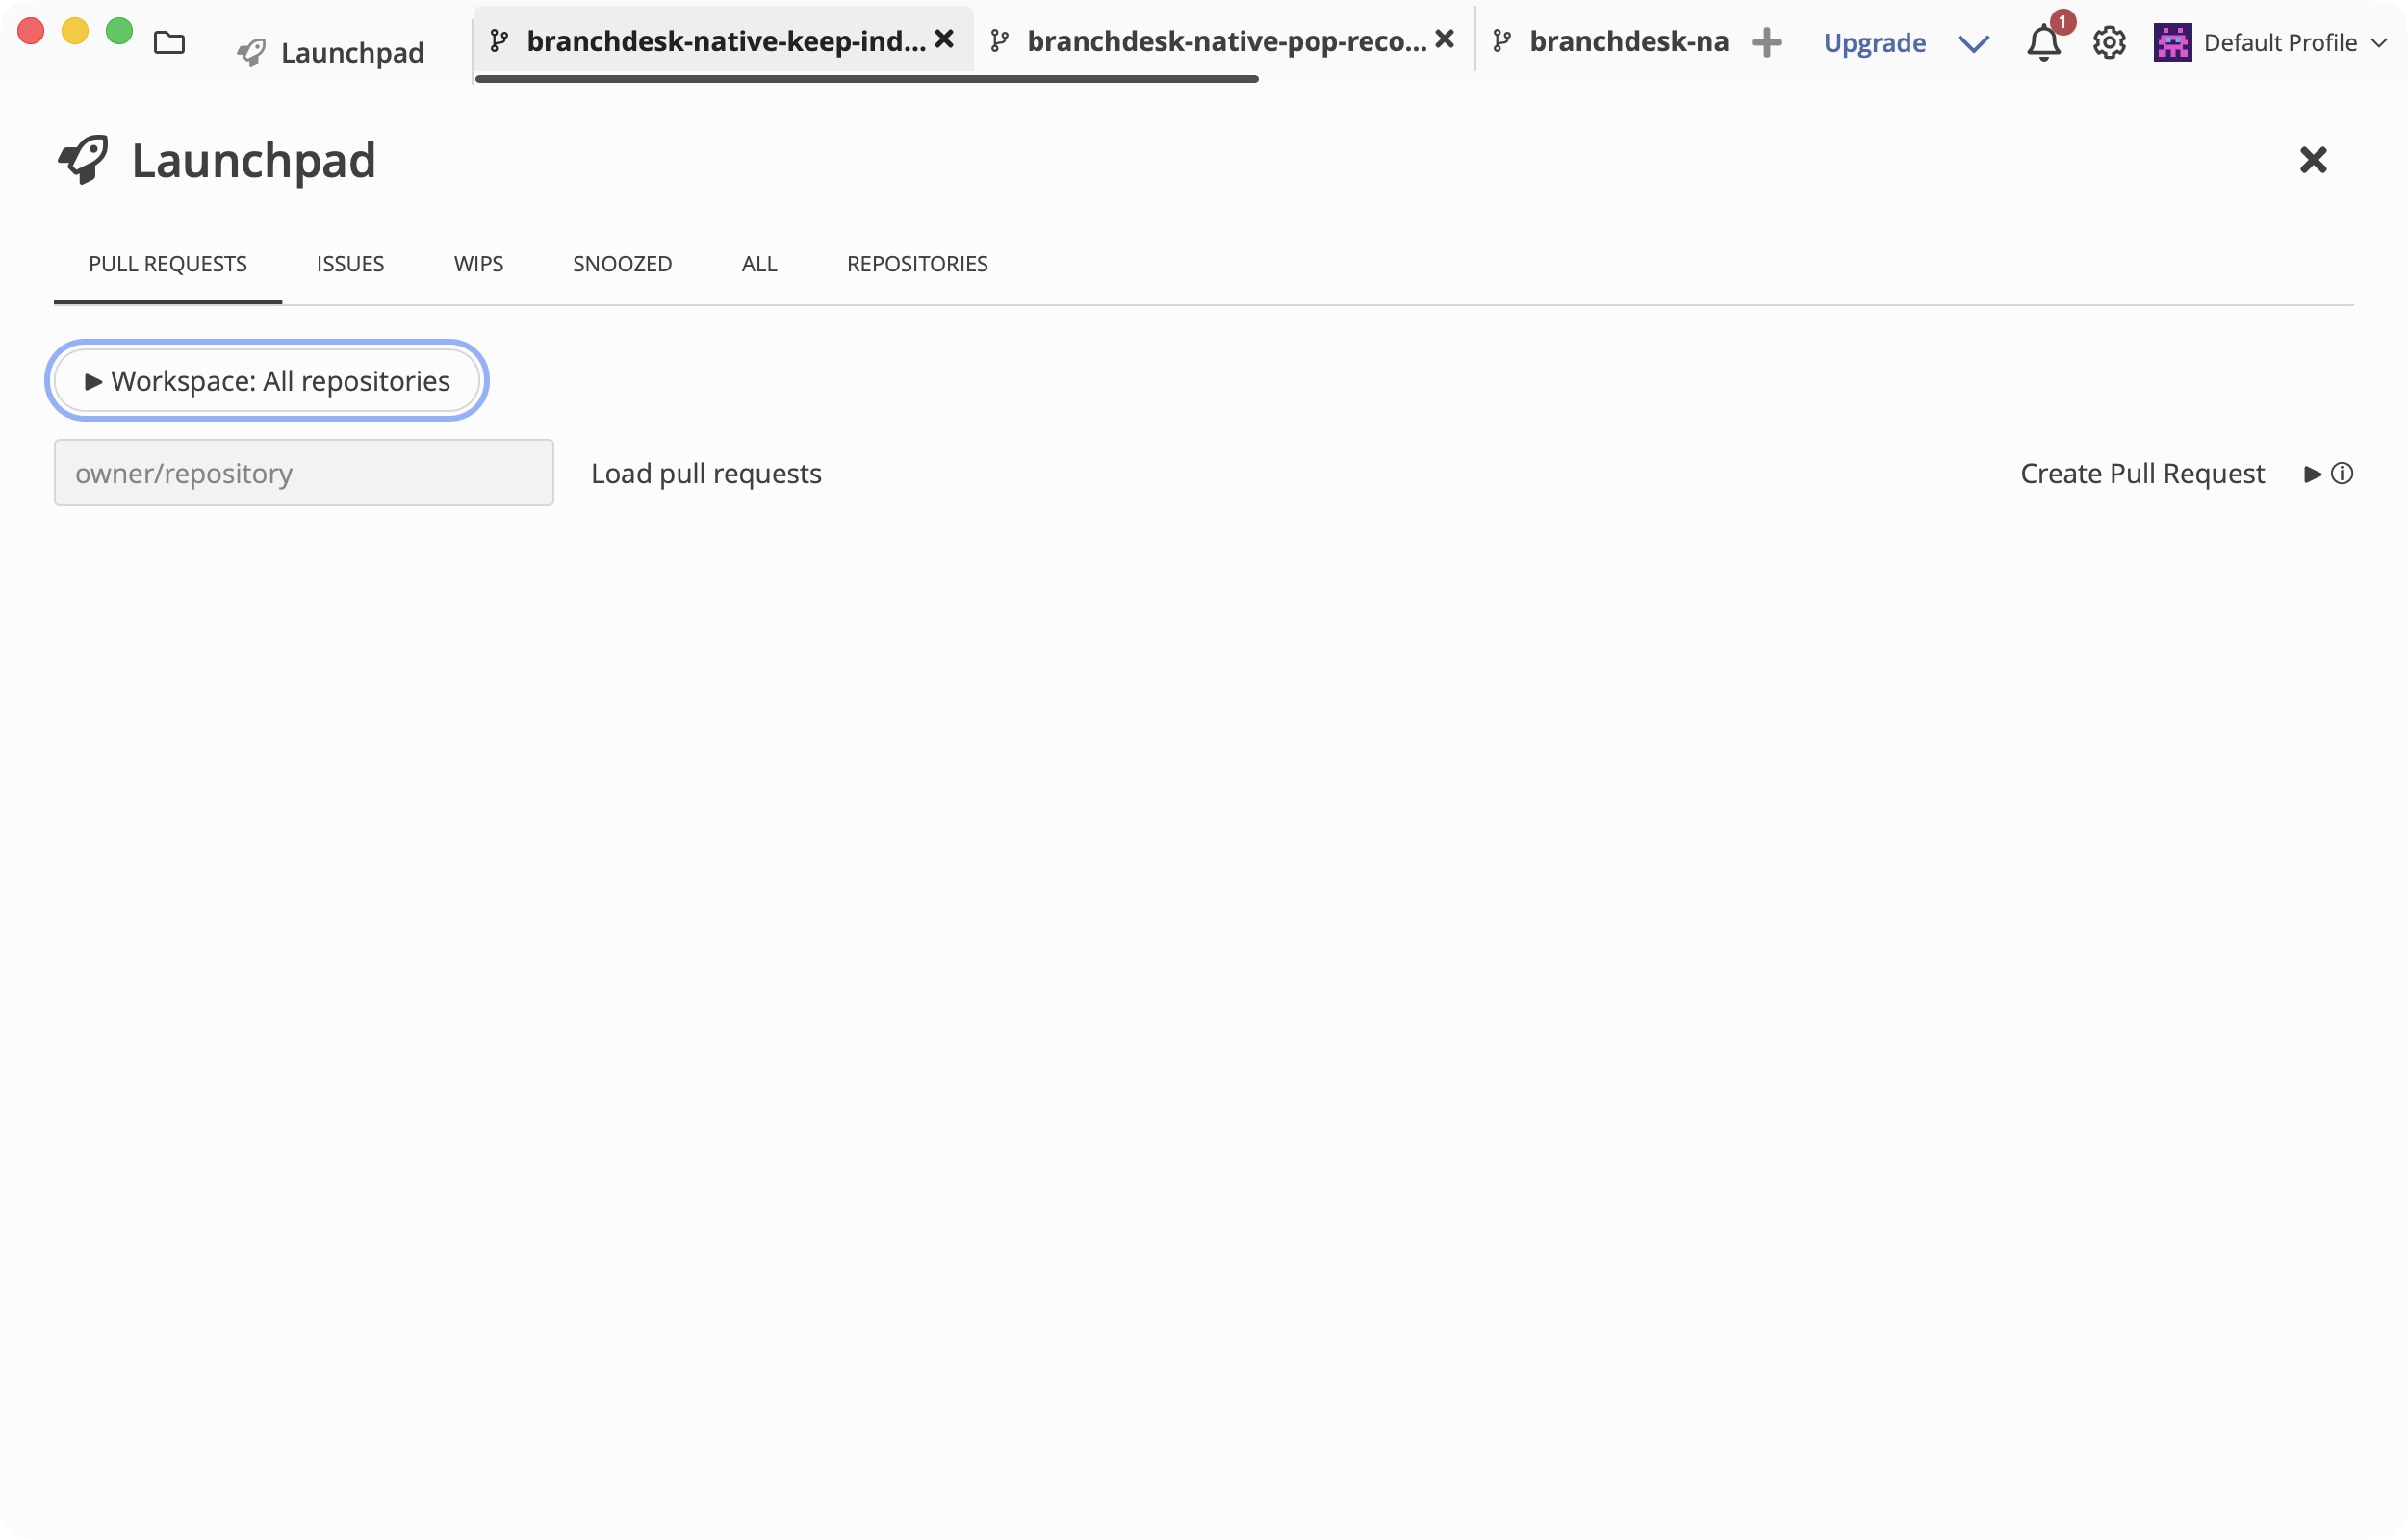 Launchpad
branchdesk-native-keep-ind...
branchdesk-native-pop-reco...
branchdesk-na
Upgrade
1
Default Profile
Launchpad
PULL REQUESTS
ISSUES
WIPS
SNOOZED
ALL
REPOSITORIES
Workspace: All repositories
owner/repository
Load pull requests
Create Pull Request